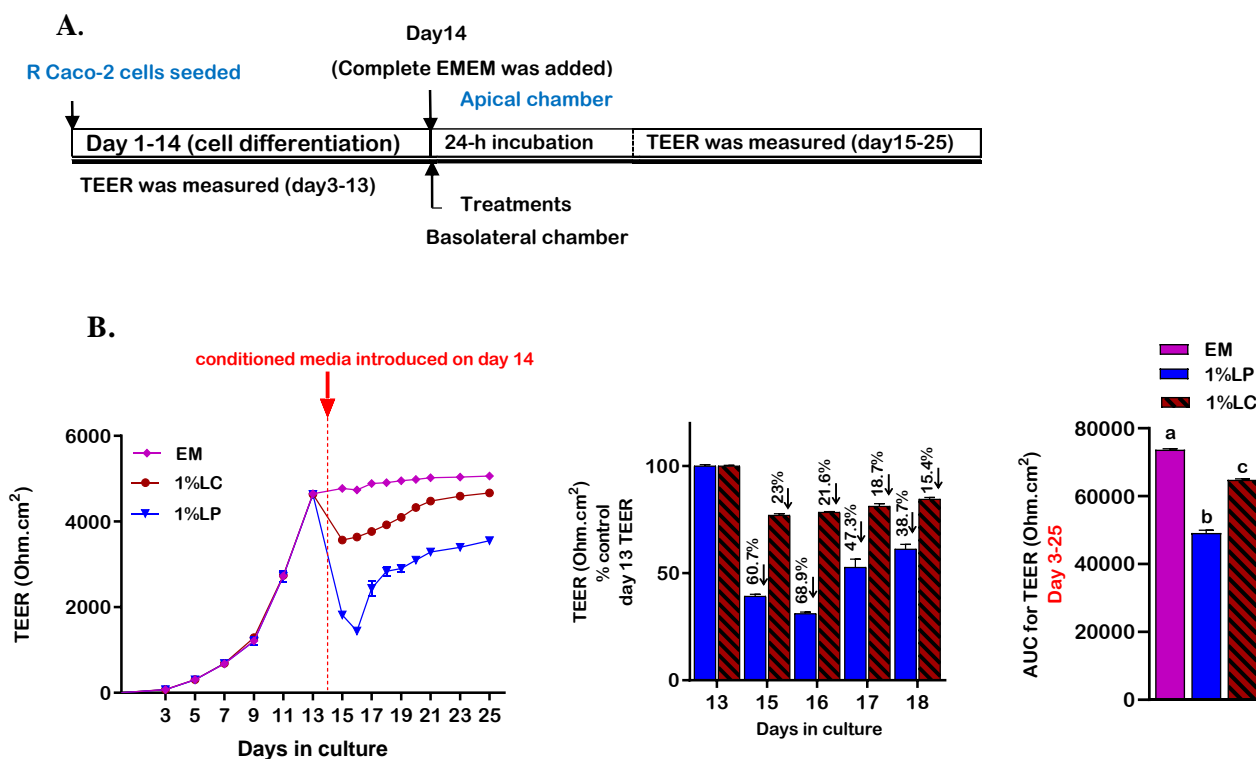 A.
R Caco-2 cells seeded
Day14
(Complete EMEM was added)
Apical chamber
Day 1-14 (cell differentiation)
24-h incubation
TEER was measured (day15-25)
TEER was measured (day3-13)
Treatments
Basolateral chamber
B.
conditioned media introduced on day 14
TEER (Ohm.cm²)
6000
4000
2000
0
EM
1%LC
1%LP
3 5 7 9 11 13 15 17 19 21 23 25
Days in culture
TEER (Ohm.cm²)
% control
day 13 TEER
100
50
0
60.7%
23%
68.9%
21.6%
47.3%
18.7%
38.7%
15.4%
13 15 16 17 18
Days in culture
EM
1%LP
1%LC
AUC for TEER (Ohm.cm²)
Day 3-25
80000
60000
40000
20000
0
a
b
c